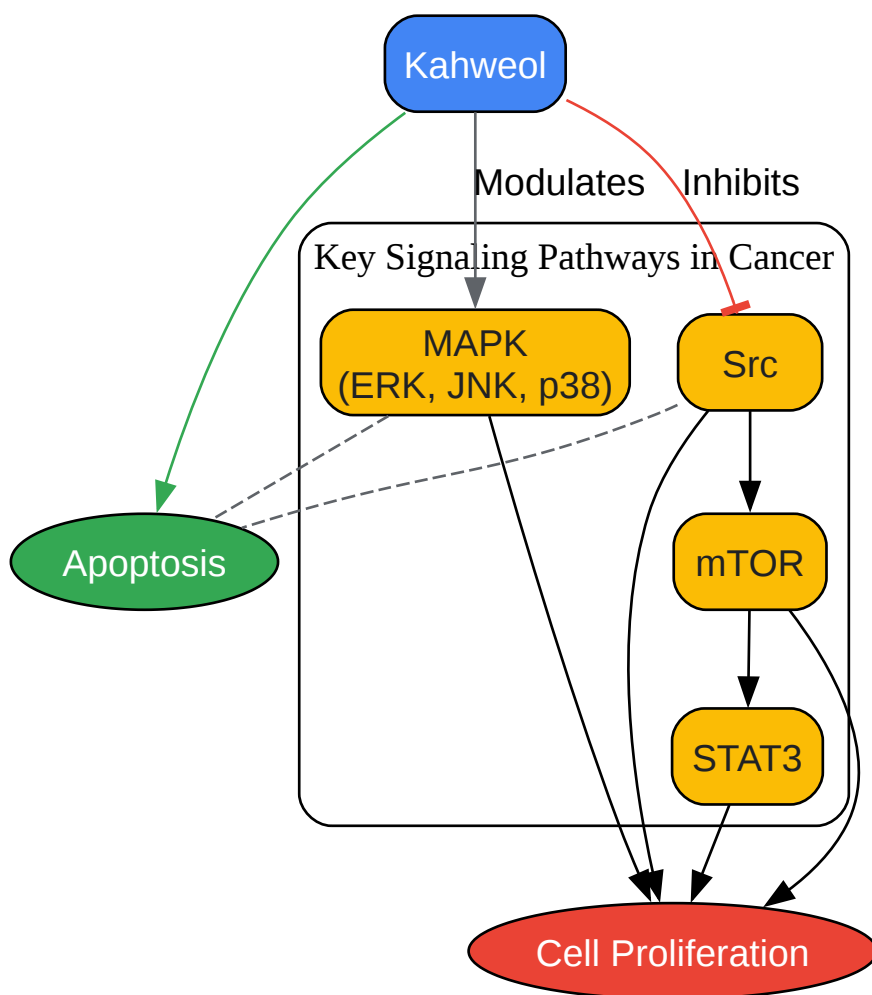 Kahweol
Modulates
Inhibits
Key Signaling Pathways in Cancer
MAPK
(ERK, JNK, p38)
Src
Apoptosis
mTOR
STAT3
Cell Proliferation